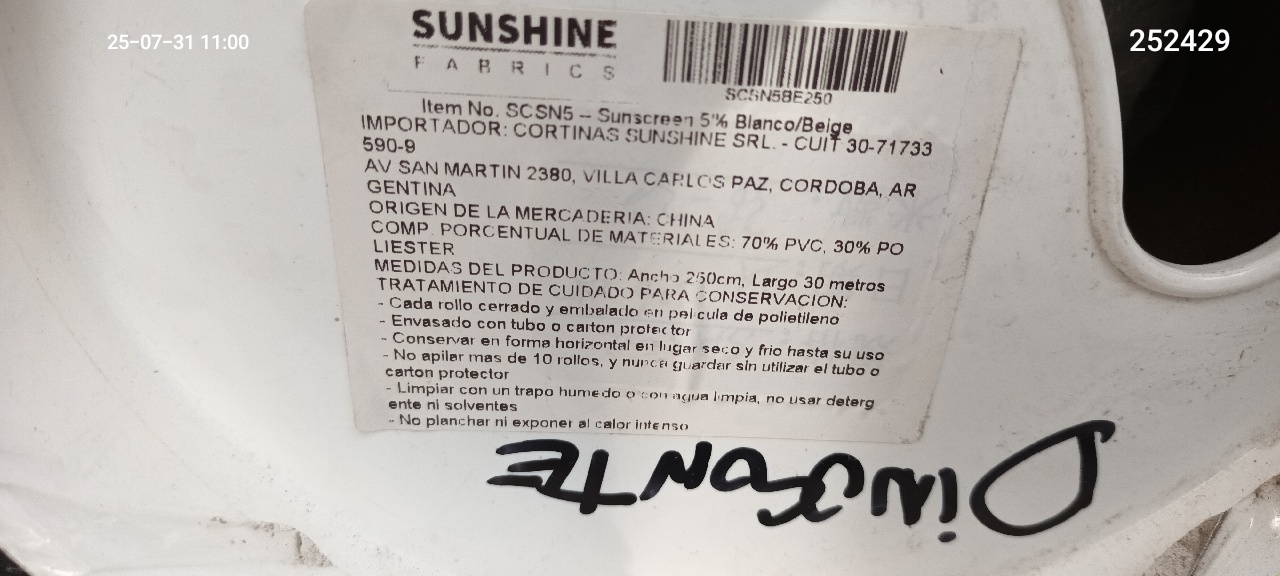 25-07-31 11:00
252429
SUNSHINE
FABRICS
SCSN5BE250
Item No. SCSN5 – Sunscreen 5% Blanco/Beige
IMPORTADOR: CORTINAS SUNSHINE SRL. - CUIT 30-71733
590-9
AV SAN MARTIN 2380, VILLA CARLOS PAZ, CORDOBA, AR
GENTINA
ORIGEN DE LA MERCADERIA: CHINA
COMP. PORCENTUAL DE MATERIALES: 70% PVC, 30% PO
LIESTER
MEDIDAS DEL PRODUCTO: Ancho 250cm, Largo 30 metros
TRATAMIENTO DE CUIDADO PARA CONSERVACION:
- Cada rollo cerrado y embalado en pelicula de polietileno
- Envasado con tubo o carton protector
- Conservar en forma horizontal en lugar seco y frio hasta su uso
- No apilar mas de 10 rollos, y nunca guardar sin utilizar el tubo o
carton protector
- Limpiar con un trapo humedo o con agua limpia, no usar deterg
ente ni solventes
- No planchar ni exponer al calor intenso